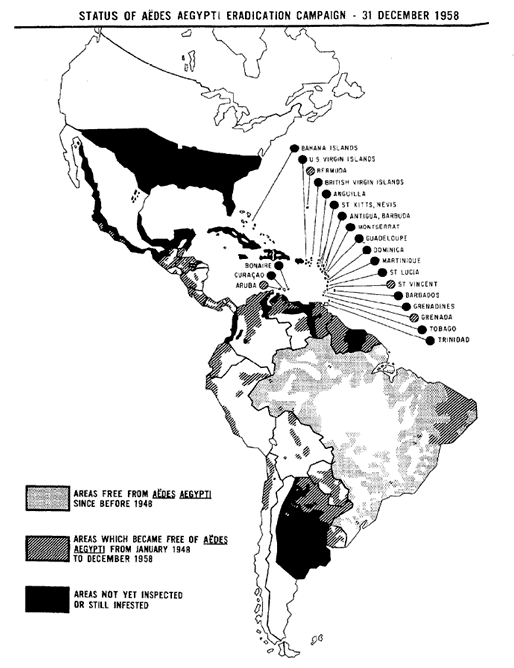 STATUS OF AËDES AEGYPTI ERADICATION CAMPAIGN - 31 DECEMBER 1958
BAHANA ISLANDS
U.S VIRGIN ISLANDS
BERMUDA
BRITISH VIRGIN ISLANDS
ANGUILLA
ST KITTS, NEVIS
ANTIGUA, BARBUDA
MONTSERRAT
GUADELOUPE
DOMINICA
MARTINIQUE
ST LUCIA
ST VINCENT
BARBADOS
GRENADINES
GRENADA
TOBAGO
TRINIDAD
BONAIRE
CURAÇAO
ARUBA
AREAS FREE FROM AËDES AEGYPTI
SINCE BEFORE 1948
AREAS WHICH BECAME FREE OF AËDES
AEGYPTI FROM JANUARY 1948
TO DECEMBER 1958
AREAS NOT YET INSPECTED
OR STILL INFESTED